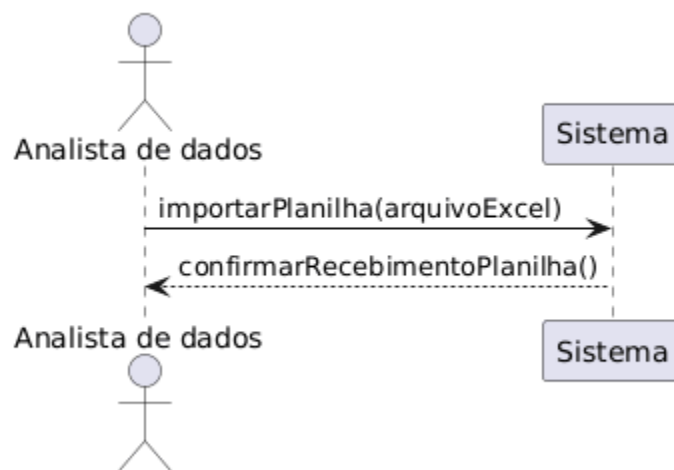 Analista de dados
Sistema
importarPlanilha(arquivoExcel)
confirmarRecebimentoPlanilha()
Analista de dados
Sistema